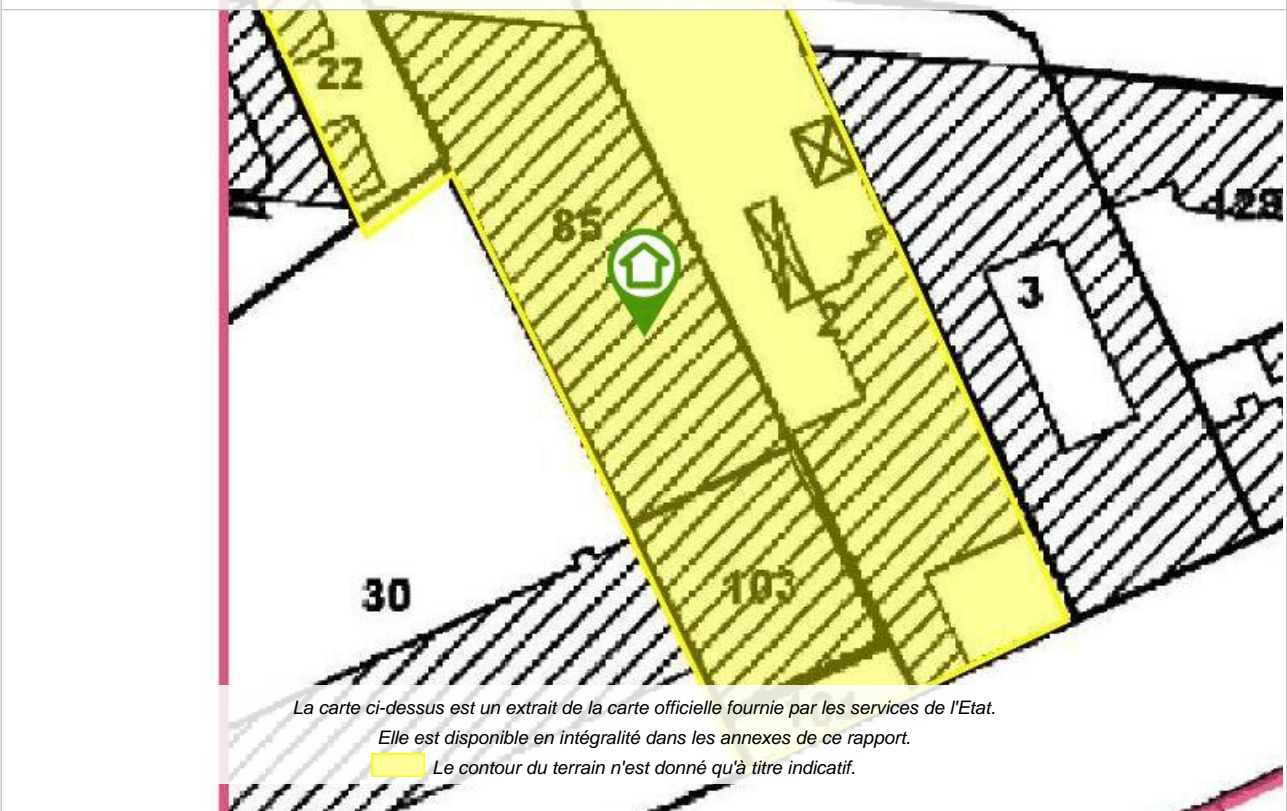 22
85
128
3
2
30
103
104
La carte ci-dessus est un extrait de la carte officielle fournie par les services de l'Etat.
Elle est disponible en intégralité dans les annexes de ce rapport.
Le contour du terrain n'est donné qu'à titre indicatif.